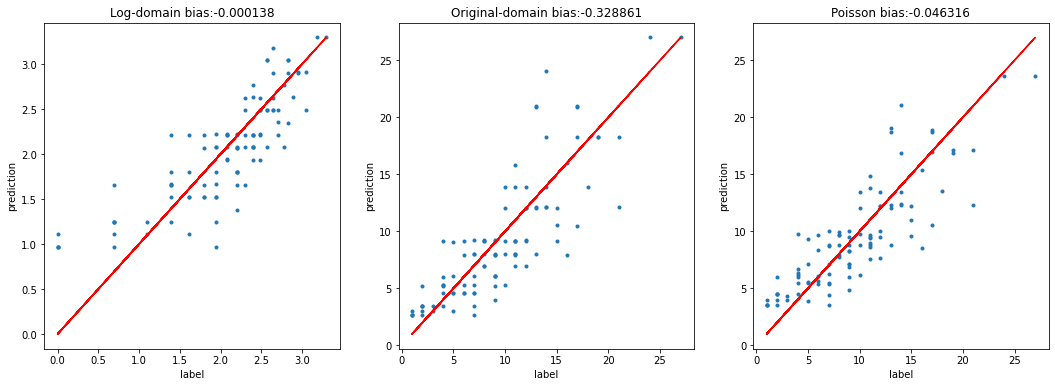 Log-domain bias:-0.000138
prediction
3.0
2.5
2.0
1.5
1.0
0.5
0.0
0.0 0.5 1.0 1.5 2.0 2.5 3.0
label
Original-domain bias:-0.328861
prediction
25
20
15
10
5
0
0 5 10 15 20 25
label
Poisson bias:-0.046316
prediction
25
20
15
10
5
0
0 5 10 15 20 25
label